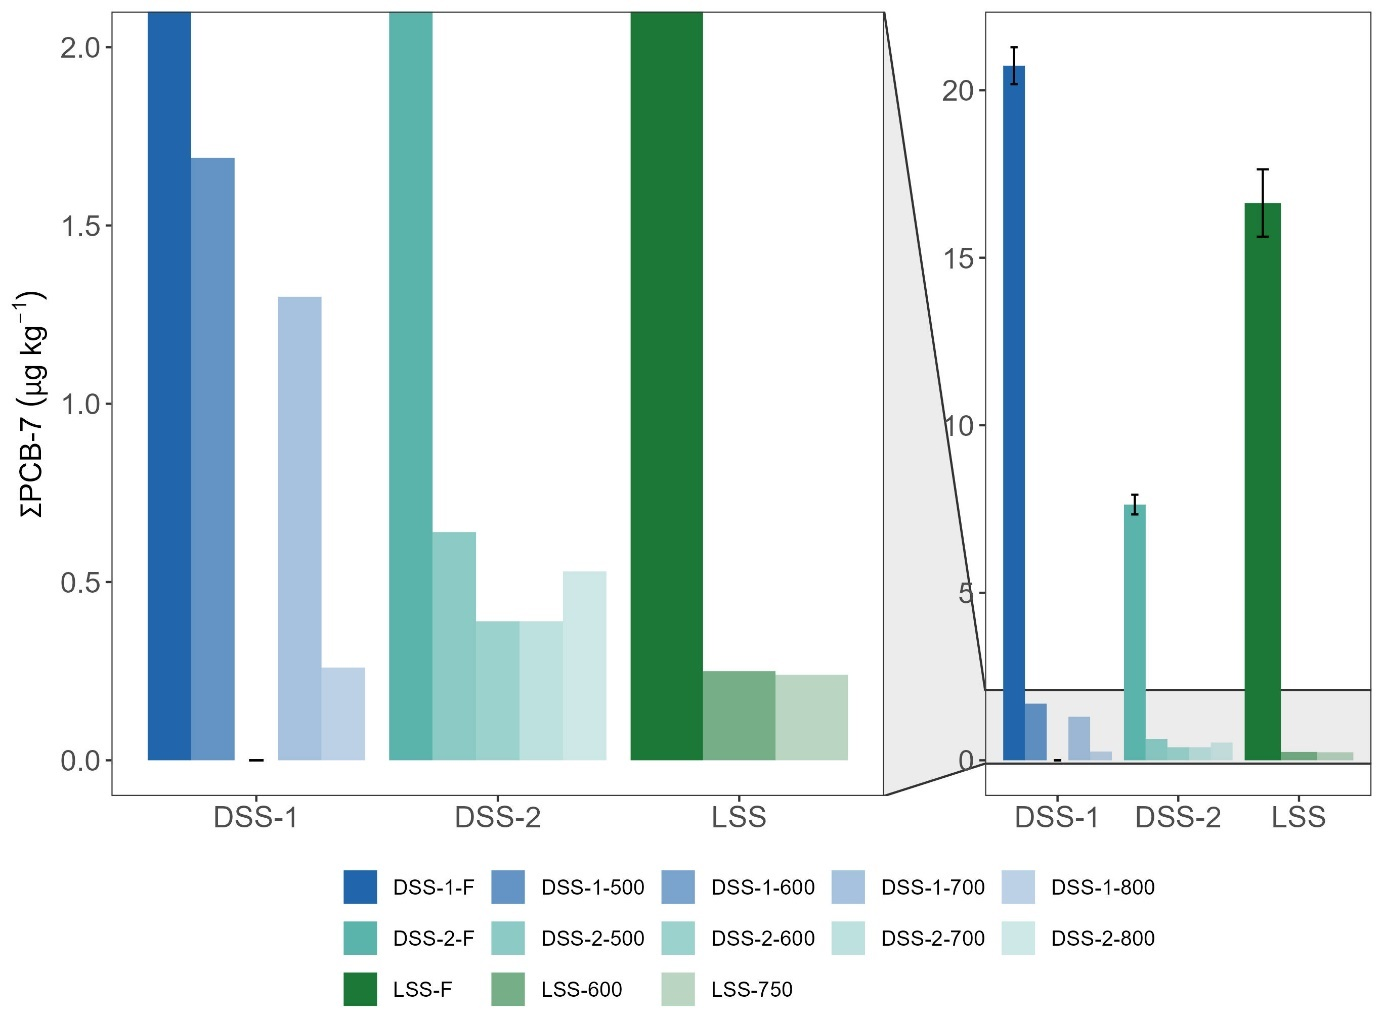 ΣPCB-7 (μg kg⁻¹)
2.0
1.5
1.0
0.5
0.0
DSS-1 DSS-2 LSS
20
15
10
5
0
DSS-1 DSS-2 LSS
DSS-1-F DSS-1-500 DSS-1-600 DSS-1-700 DSS-1-800
DSS-2-F DSS-2-500 DSS-2-600 DSS-2-700 DSS-2-800
LSS-F LSS-600 LSS-750